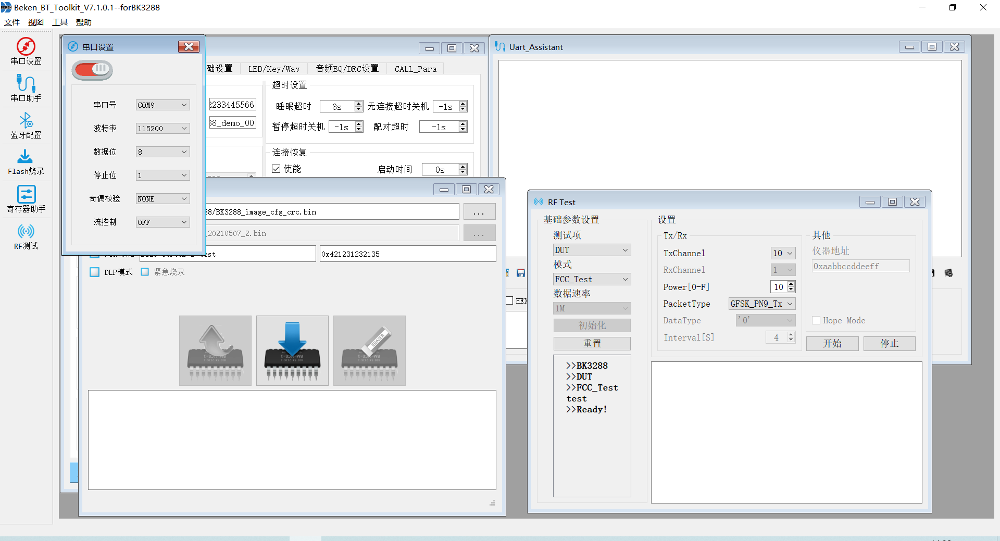 Beken_BT_Toolkit_V7.1.0.1--forBK3288
文件 视图 工具 帮助
串口设置
串口助手
蓝牙配置
Flash烧录
寄存器助手
RF测试
串口设置
串口号 COM9
波特率 115200
数据位 8
停止位 1
奇偶校验 NONE
流控制 OFF
础设置 LED/Key/Wav 音频EQ/DRC设置 CALL_Para
2233445566
38_demo_00
超时设置
睡眠超时 8s 无连接超时关机 -1s
暂停超时关机 -1s 配对超时 -1s
连接恢复
使能 启动时间 0s
88/BK3288_image_cfg_crc.bin ...
20210507_2.bin ...
0x421231232135
DLP模式 紧急烧录
ERASER
Uart_Assistant
HEX
RF Test
基础参数设置
测试项
DUT
模式
FCC_Test
数据速率
1M
初始化
重置
>>BK3288
>>DUT
>>FCC_Test
test
>>Ready!
设置
Tx/Rx
TxChannel 10
RxChannel 1
Power[0-F] 10
PacketType GFSK_PN9_Tx
DataType '0'
Interval[S] 4
其他
仪器地址
0xaabbccddeeff
Hope Mode
开始 停止